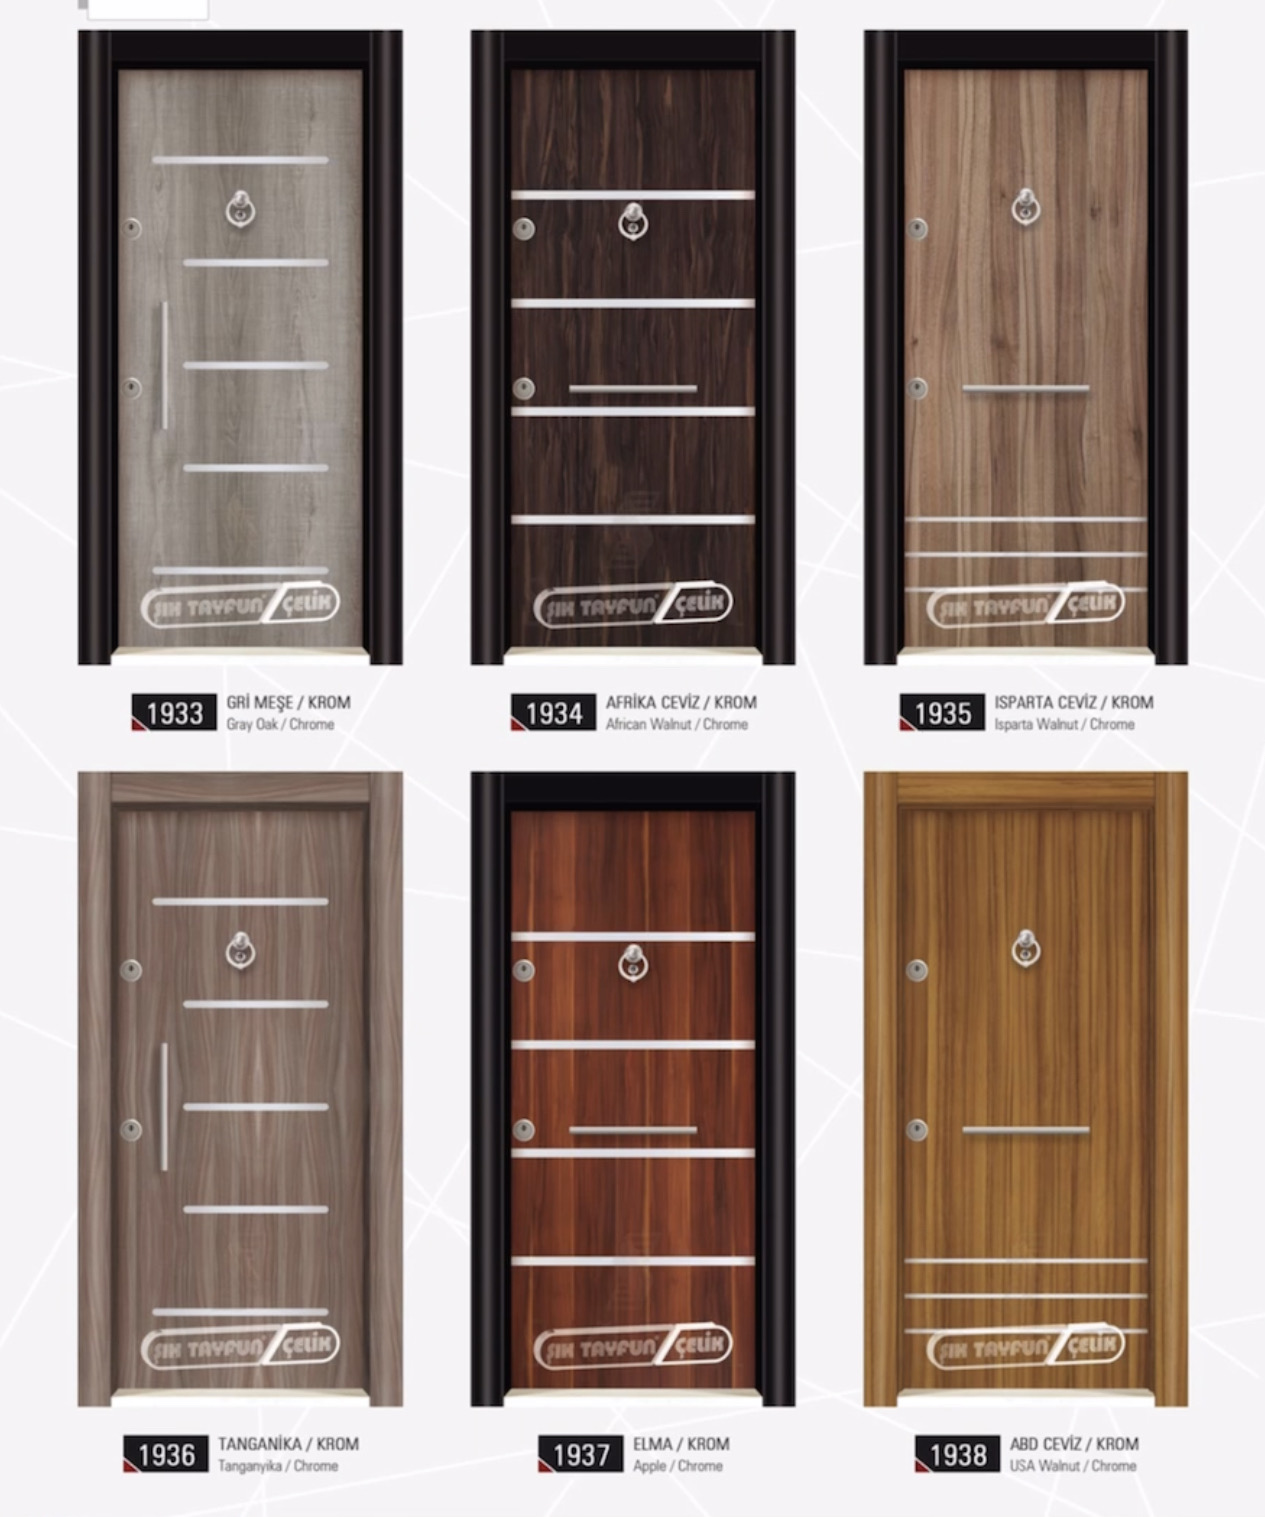 ŞIK TAYFUN ÇELİK
ŞIK TAYFUN ÇELİK
ŞIK TAYFUN ÇELİK
1933 GRİ MEŞE / KROM
Gray Oak / Chrome
1934 AFRİKA CEVİZ / KROM
African Walnut / Chrome
1935 ISPARTA CEVİZ / KROM
Isparta Walnut / Chrome
ŞIK TAYFUN ÇELİK
ŞIK TAYFUN ÇELİK
ŞIK TAYFUN ÇELİK
1936 TANGANİKA / KROM
Tanganyika / Chrome
1937 ELMA / KROM
Apple / Chrome
1938 ABD CEVİZ / KROM
USA Walnut / Chrome